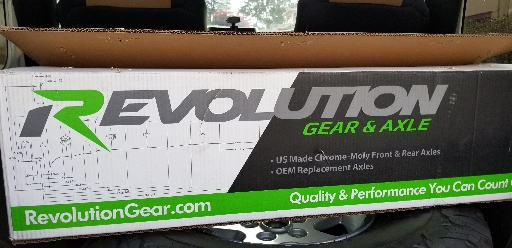 REVOLUTION
GEAR & AXLE
• US Made Chrome-Moly Front & Rear Axles
• OEM Replacement Axles
Quality & Performance You Can Count
RevolutionGear.com